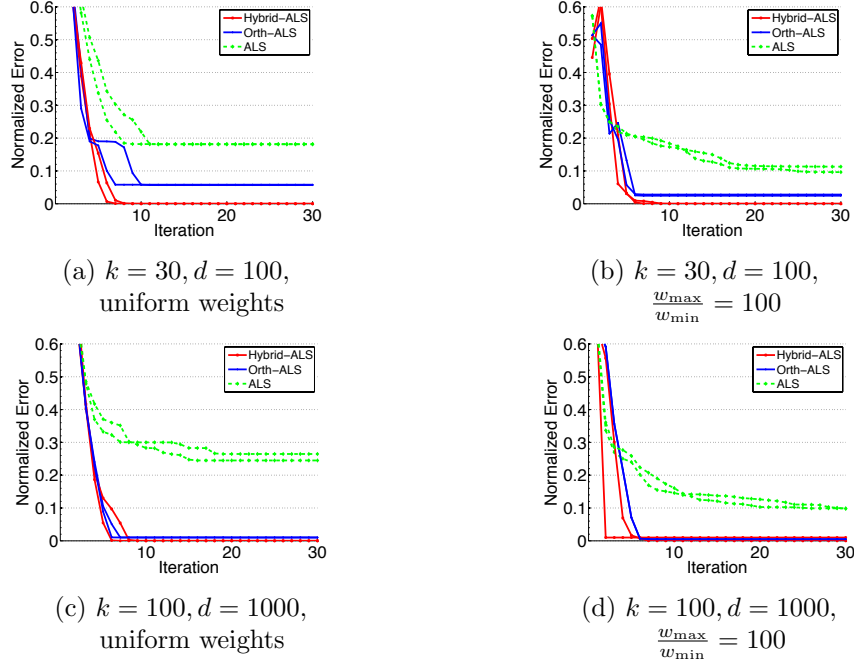 0.6
0.5
0.4
0.3
0.2
0.1
0
Normalized Error
Hybrid-ALS
Orth-ALS
ALS
10 20 30
Iteration
(a) k = 30, d = 100,
uniform weights
0.6
0.5
0.4
0.3
0.2
0.1
0
Normalized Error
Hybrid-ALS
Orth-ALS
ALS
10 20 30
Iteration
(b) k = 30, d = 100,
w_max/w_min = 100
0.6
0.5
0.4
0.3
0.2
0.1
0
Normalized Error
Hybrid-ALS
Orth-ALS
ALS
10 20 30
Iteration
(c) k = 100, d = 1000,
uniform weights
0.6
0.5
0.4
0.3
0.2
0.1
0
Normalized Error
Hybrid-ALS
Orth-ALS
ALS
10 20 30
Iteration
(d) k = 100, d = 1000,
w_max/w_min = 100